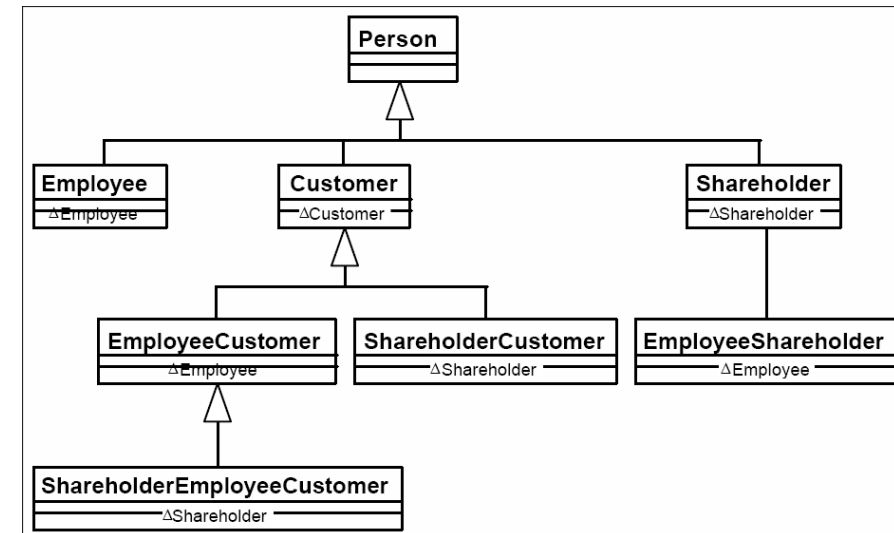 Person
Employee
ΔEmployee
Customer
ΔCustomer
Shareholder
ΔShareholder
EmployeeCustomer
ΔEmployee
ShareholderCustomer
ΔShareholder
EmployeeShareholder
ΔEmployee
ShareholderEmployeeCustomer
ΔShareholder